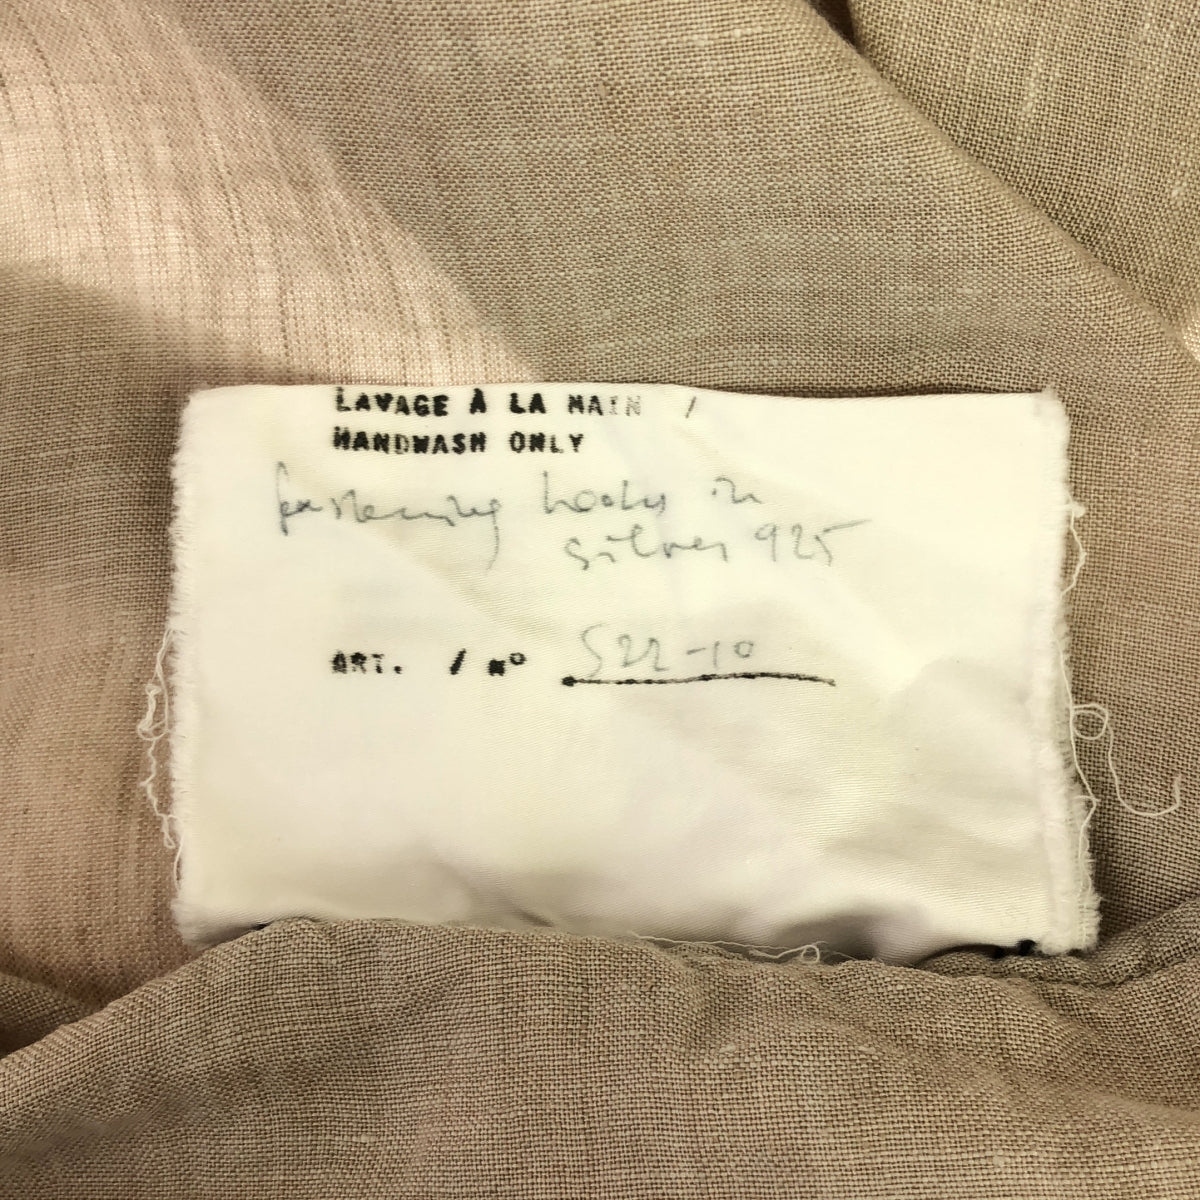 LAVAGE À LA MAIN /
HANDWASH ONLY
fastening hooks in
silver 925
ART. / Nº S22-10